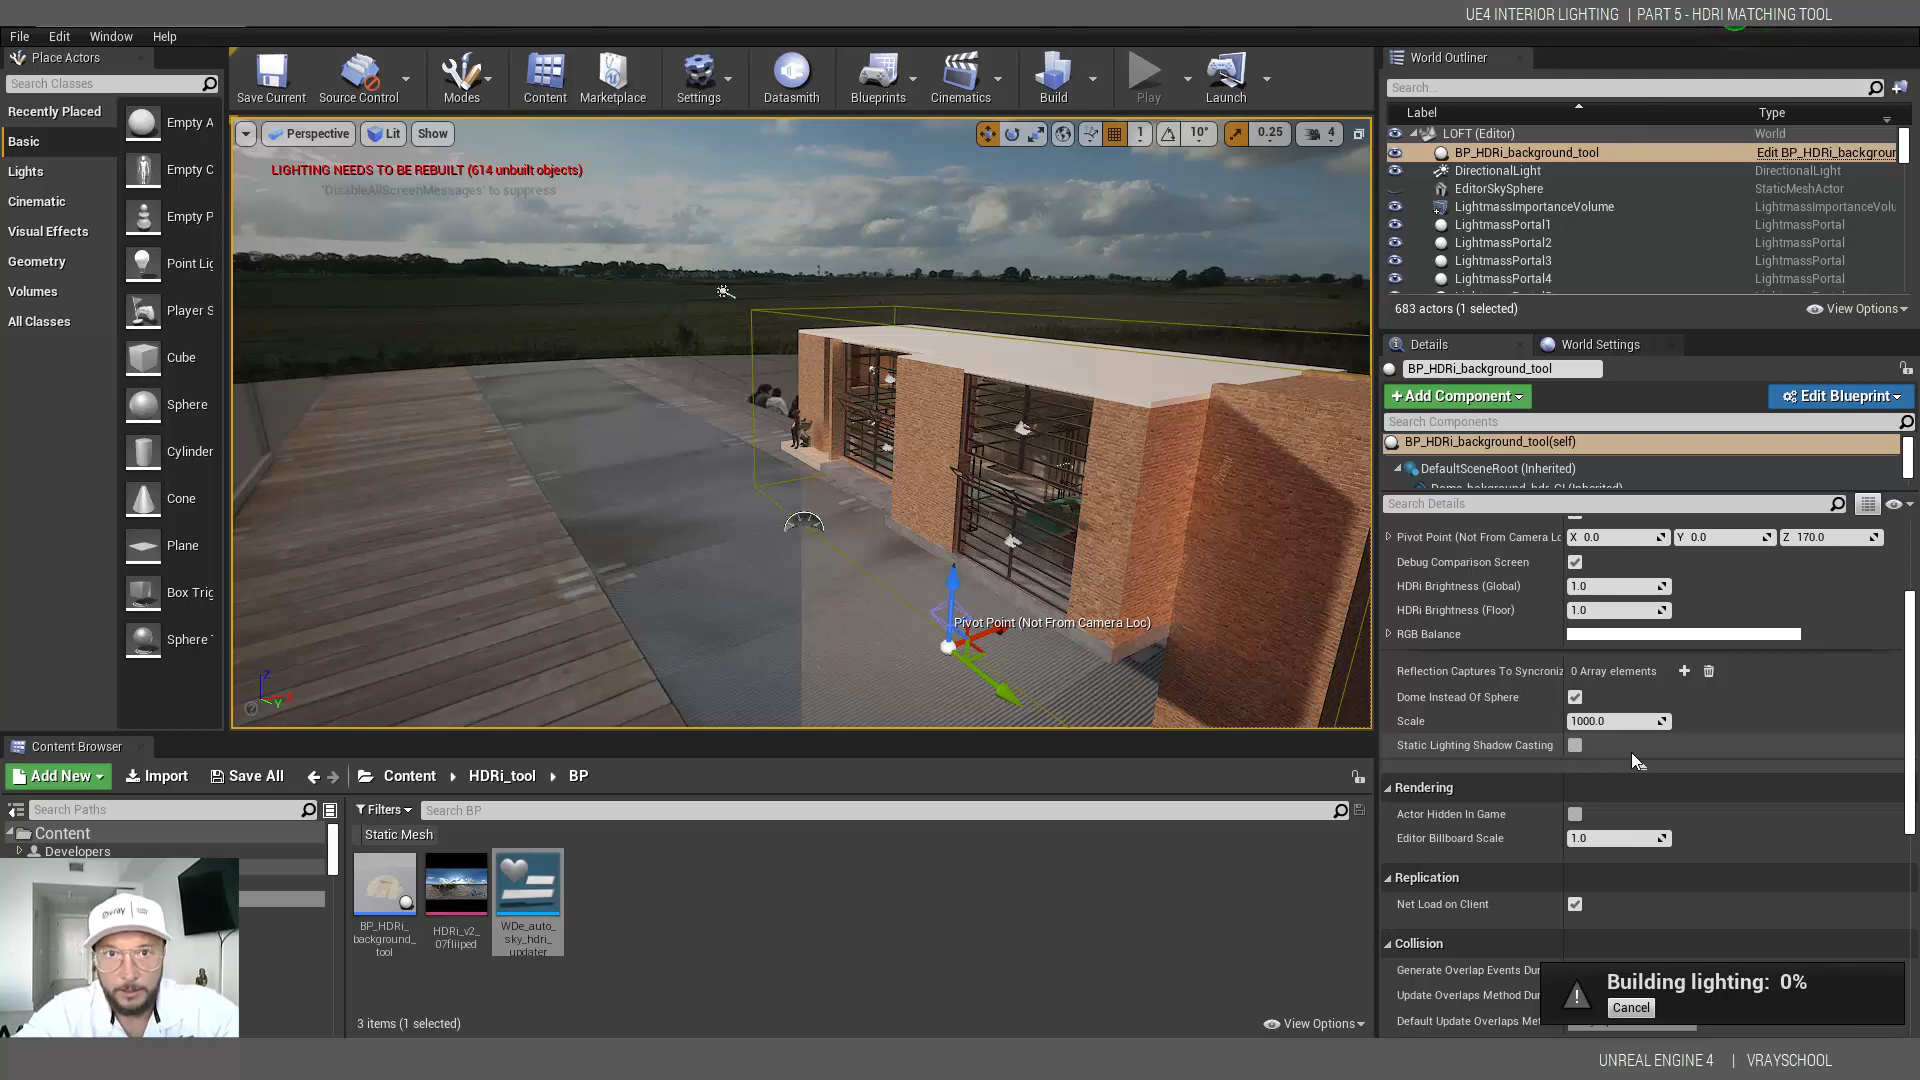 UE4 INTERIOR LIGHTING | PART 5 - HDRI MATCHING TOOL
File Edit Window Help
Place Actors
Search Classes
Recently Placed
Basic
Lights
Cinematic
Visual Effects
Geometry
Volumes
All Classes
Empty A
Empty C
Empty P
Point Lig
Player S
Cube
Sphere
Cylinder
Cone
Plane
Box Trig
Sphere
Save Current Source Control Modes Content Marketplace Settings Datasmith Blueprints Cinematics Build Play Launch
Perspective Lit Show 1 10° 0.25 4
LIGHTING NEEDS TO BE REBUILT (614 unbuilt objects)
'DisableAllScreenMessages' to suppress
Pivot Point (Not From Camera Loc)
Z
Y
World Outliner
Search...
Label Type
LOFT (Editor) World
BP_HDRi_background_tool Edit BP_HDRi_backgrour
DirectionalLight DirectionalLight
EditorSkySphere StaticMeshActor
LightmassImportanceVolume LightmassImportanceVolu
LightmassPortal1 LightmassPortal
LightmassPortal2 LightmassPortal
LightmassPortal3 LightmassPortal
LightmassPortal4 LightmassPortal
683 actors (1 selected) View Options
Details World Settings
BP_HDRi_background_tool
+Add Component Edit Blueprint
Search Components
BP_HDRi_background_tool(self)
DefaultSceneRoot (Inherited)
Search Details
Pivot Point (Not From Camera Lc X 0.0 Y 0.0 Z 170.0
Debug Comparison Screen
HDRi Brightness (Global) 1.0
HDRi Brightness (Floor) 1.0
RGB Balance
Reflection Captures To Syncroniz 0 Array elements
Dome Instead Of Sphere
Scale 1000.0
Static Lighting Shadow Casting
Rendering
Actor Hidden In Game
Editor Billboard Scale 1.0
Replication
Net Load on Client
Collision
Generate Overlap Events Dur
Update Overlaps Method Dur
Default Update Overlaps Met
Building lighting: 0%
Cancel
Content Browser
Add New Import Save All Content HDRi_tool BP
Search Paths
Content
Developers
Filters Search BP
Static Mesh
BP_HDRi_
background_
tool
HDRi_v2_
07fliiped
WDe_auto_
sky_hdri_
updater
3 items (1 selected) View Options
UNREAL ENGINE 4 | VRAYSCHOOL